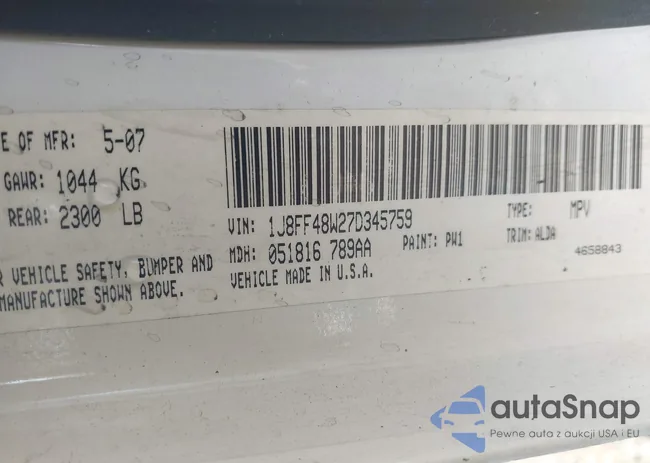 E OF MFR: 5-07
GAWR: 1044 KG
REAR: 2300 LB
R VEHICLE SAFETY, BUMPER AND
MANUFACTURE SHOWN ABOVE.
VIN: 1J8FF48W27D345759
TYPE: MPV
MDH: 051816 789AA
PAINT: PW1
TRIM: ALDA
VEHICLE MADE IN U.S.A.
4658843
autaSnap
Pewne auta z aukcji USA i EU